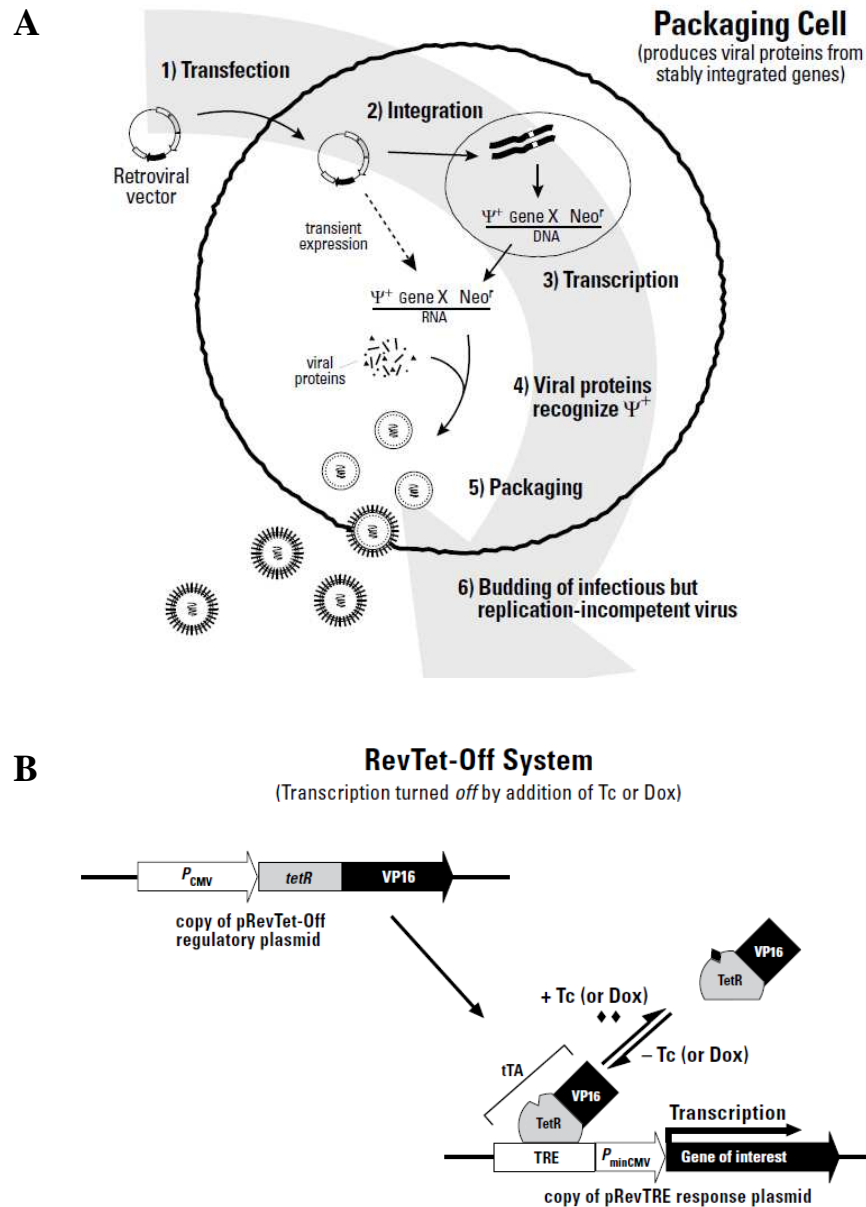 A
Packaging Cell
(produces viral proteins from
stably integrated genes)
1) Transfection
2) Integration
Retroviral
vector
transient
expression
Ψ⁺ Gene X Neoʳ
DNA
3) Transcription
Ψ⁺ Gene X Neoʳ
RNA
viral
proteins
4) Viral proteins
recognize Ψ⁺
5) Packaging
6) Budding of infectious but
replication-incompetent virus
B
RevTet-Off System
(Transcription turned off by addition of Tc or Dox)
PCMV
tetR
VP16
copy of pRevTet-Off
regulatory plasmid
VP16
TetR
+ Tc (or Dox)
– Tc (or Dox)
tTA
VP16
TetR
Transcription
TRE
PminCMV
Gene of interest
copy of pRevTRE response plasmid